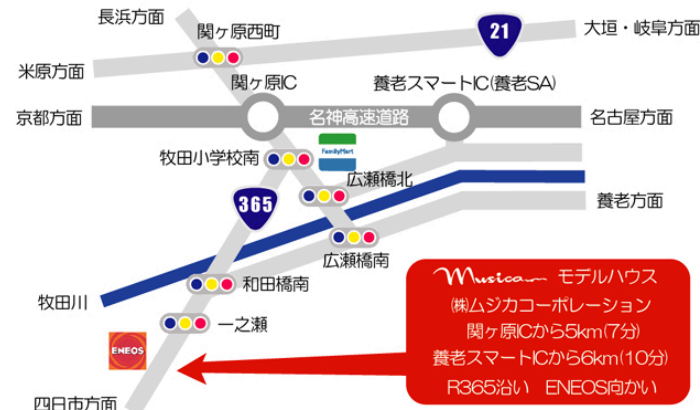 長浜方面
関ヶ原西町
21
大垣・岐阜方面
米原方面
関ヶ原IC
養老スマートIC(養老SA)
京都方面
名神高速道路
名古屋方面
牧田小学校南
FamilyMart
広瀬橋北
365
養老方面
広瀬橋南
和田橋南
牧田川
一之瀬
ENEOS
四日市方面
Musica モデルハウス
㈱ムジカコーポレーション
関ヶ原ICから5km(7分)
養老スマートICから6km(10分)
R365沿い ENEOS向かい